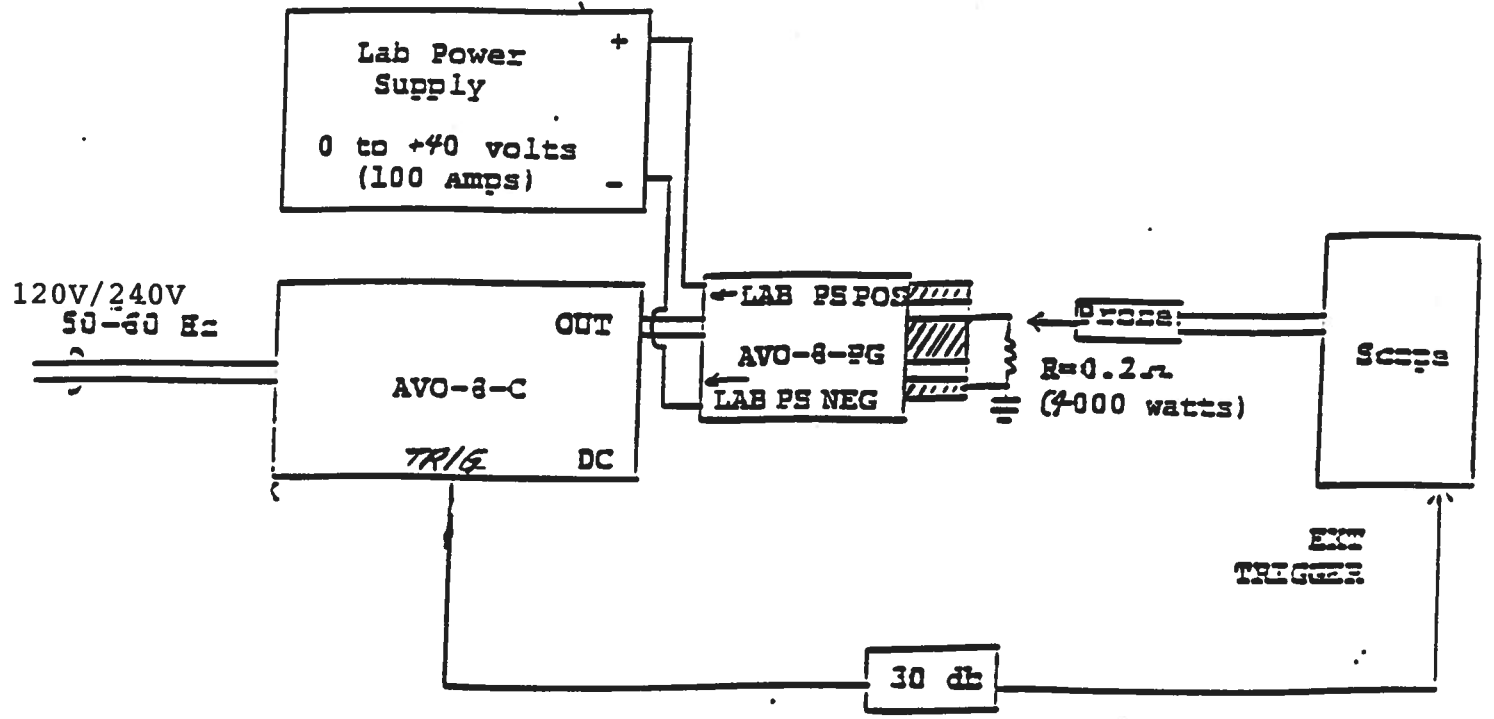 Lab Power
Supply
+
0 to +40 volts
(100 Amps)
-
120V/240V
50-60 Hz
OUT
AVO-8-C
TRIG
DC
LAB PS POS
AVO-8-PG
LAB PS NEG
Probe
R=0.2Ω
(4000 watts)
Scope
EXT
TRIGGER
30 db